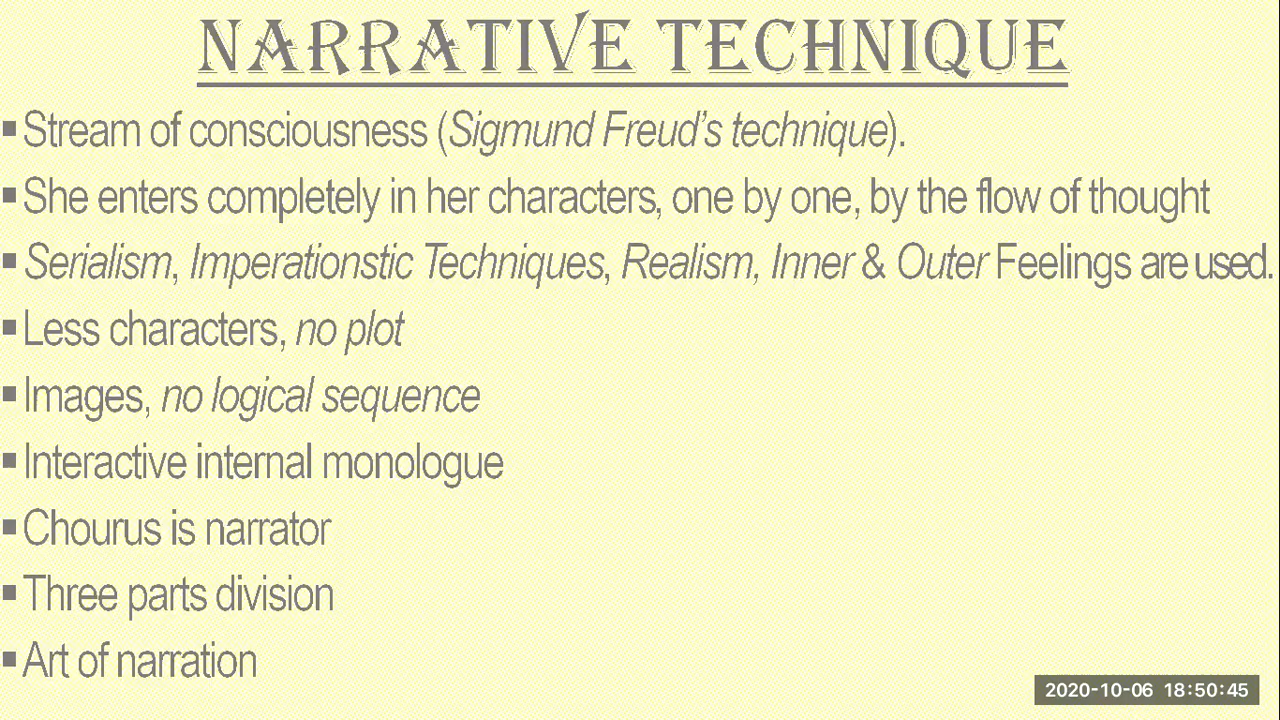 NARRATIVE TECHNIQUE
▪Stream of consciousness (Sigmund Freud's technique).
▪She enters completely in her characters, one by one, by the flow of thought
▪Serialism, Imperationstic Techniques, Realism, Inner & Outer Feelings are used.
▪Less characters, no plot
▪Images, no logical sequence
▪Interactive internal monologue
▪Chourus is narrator
▪Three parts division
▪Art of narration
2020-10-06 18:50:45